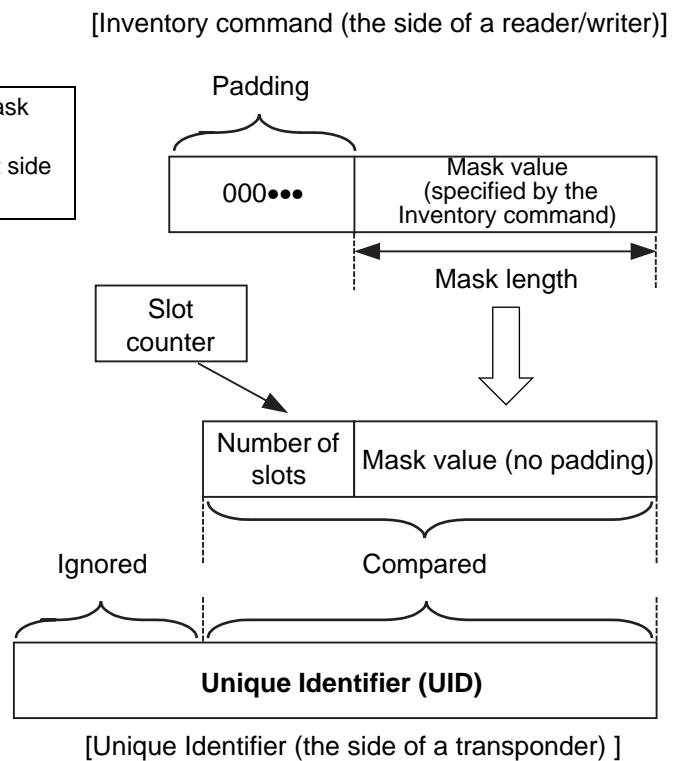 [Inventory command (the side of a reader/writer)]
Padding
side
000•••
Mask value
(specified by the
Inventory command)
Mask length
Slot
counter
Number of
slots
Mask value (no padding)
Ignored
Compared
Unique Identifier (UID)
[Unique Identifier (the side of a transponder) ]